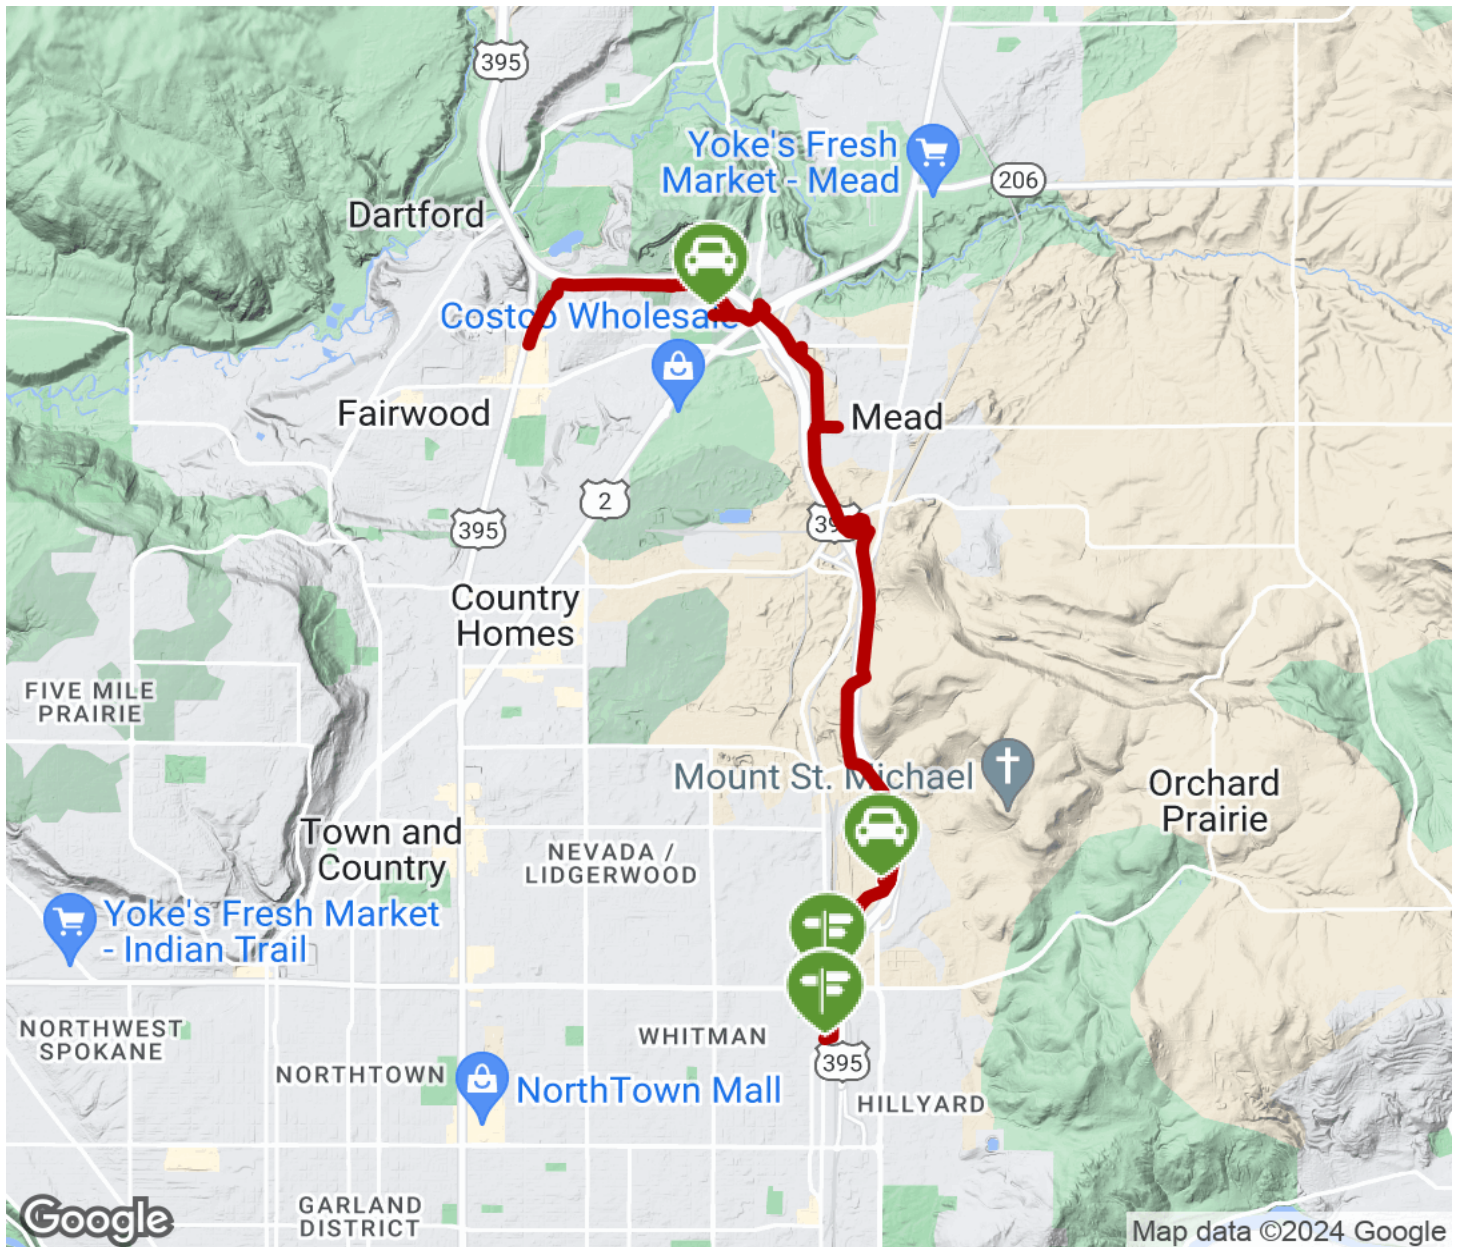 395
Yoke's Fresh
Market - Mead
206
Dartford
Costco Wholesale
Fairwood
Mead
2
395
395
Country
Homes
FIVE MILE
PRAIRIE
Mount St. Michael
Orchard
Prairie
Town and
Country
NEVADA /
LIDGERWOOD
Yoke's Fresh Market
- Indian Trail
NORTHWEST
SPOKANE
WHITMAN
NORTHTOWN
395
NorthTown Mall
HILLYARD
GARLAND
DISTRICT
Google
Map data ©2024 Google